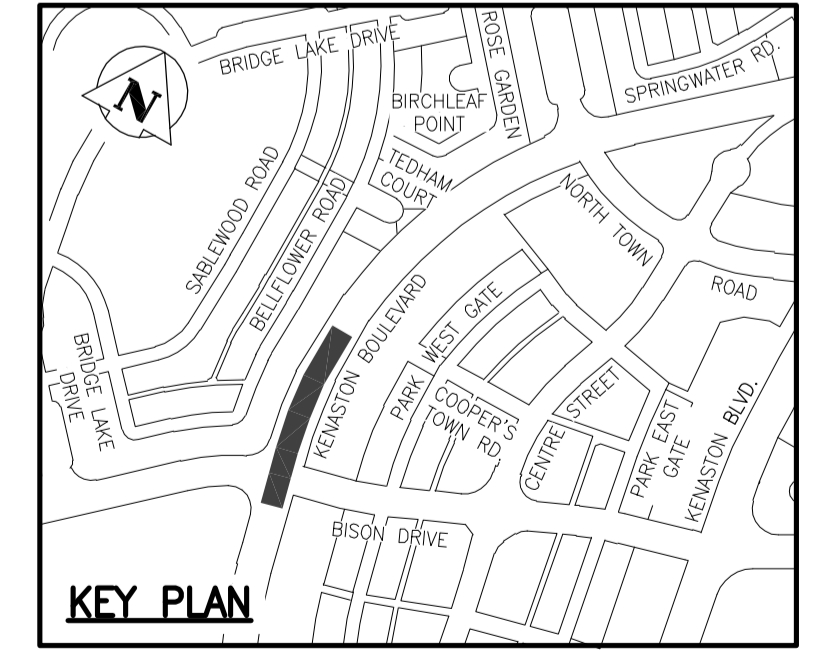 BRIDGE LAKE DRIVE
ROSE GARDEN
SPRINGWATER RD.
N
BIRCHLEAF
POINT
TEDHAM
COURT
SABLEWOOD ROAD
BELLFLOWER ROAD
NORTH TOWN
ROAD
KENASTON BOULEVARD
PARK WEST GATE
BRIDGE LAKE
DRIVE
COOPER'S
TOWN RD
CENTRE STREET
PARK EAST
GATE
KENASTON BLVD.
BISON DRIVE
KEY PLAN